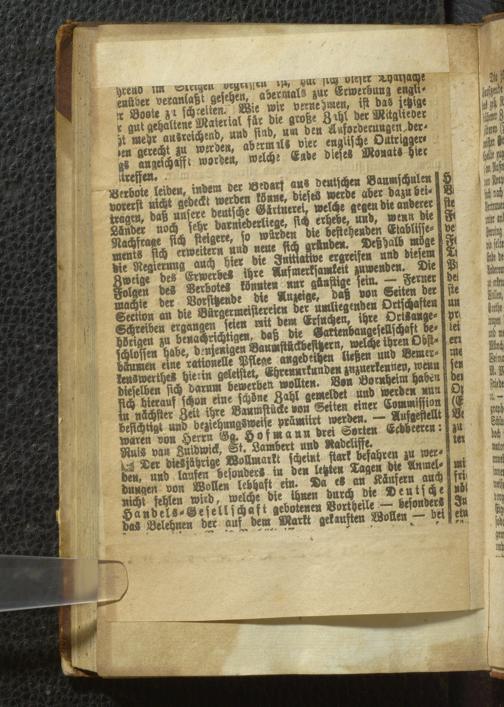 hrend im Steigen begriffen ist, hat sich dieser Thatsache
enüber veranlaßt gesehen, abermals zur Erwerbung engli-
r Boote zu schreiten. Wie wir vernehmen, ist das jetzige
r gut gehaltene Material für die große Zahl der Mitglieder
ht mehr ausreichend, und sind, um den Anforderungen der-
en gerecht zu werden, abermals vier englische Outrigger-
gs angeschafft worden, welche Ende dieses Monats hier
treffen.
Verbote leiden, indem der Bedarf aus deutschen Baumschulen
vorerst nicht gedeckt werden könne, dieses werde aber dazu bei-
tragen, daß unsere deutsche Gärtnerei, welche gegen die anderer
Länder noch sehr darniederliege, sich erhebe, und, wenn die
Nachfrage sich steigere, so würden die bestehenden Etablisse-
ments sich erweitern und neue sich gründen. Deßhalb möge
die Regierung auch hier die Initiative ergreifen und diesem
Zweige des Erwerbes ihre Aufmerksamkeit zuwenden. Die
Folgen des Verbotes könnten nur günstige sein. — Ferner
machte der Vorsitzende die Anzeige, daß von Seiten der
Section an die Bürgermeistereien der umliegenden Ortschaften
Schreiben ergangen seien mit dem Ersuchen, ihre Ortsange-
hörigen zu benachrichtigen, daß die Gartenbaugesellschaft be-
schlossen habe, denjenigen Baumstückbesitzern, welche ihren Obst-
bäumen eine rationelle Pflege angedeihen ließen und Bemer-
kenswerthes hierin geleistet, Ehrenurkunden zuzuerkennen, wenn
dieselben sich darum bewerben wollten. Von Bornheim haben
sich hierauf schon eine schöne Zahl gemeldet und werden nun
in nächster Zeit ihre Baumstücke von Seiten einer Commission
besichtigt und beziehungsweise prämiirt werden. — Aufgestellt
waren von Herrn Gg. Hofmann drei Sorten Erdbeeren:
Ruis van Zuidwick, St. Lambert und Radcliffe.
Der diesjährige Wollmarkt scheint stark befahren zu wer-
den, und laufen besonders in den letzten Tagen die Anmel-
dungen von Wollen lebhaft ein. Da es an Käufern auch
nicht fehlen wird, welche die ihnen durch die Deutsche
Handels-Gesellschaft gebotenen Vortheile — besonders
das Belehnen der auf dem Markt gekauften Wollen — bei